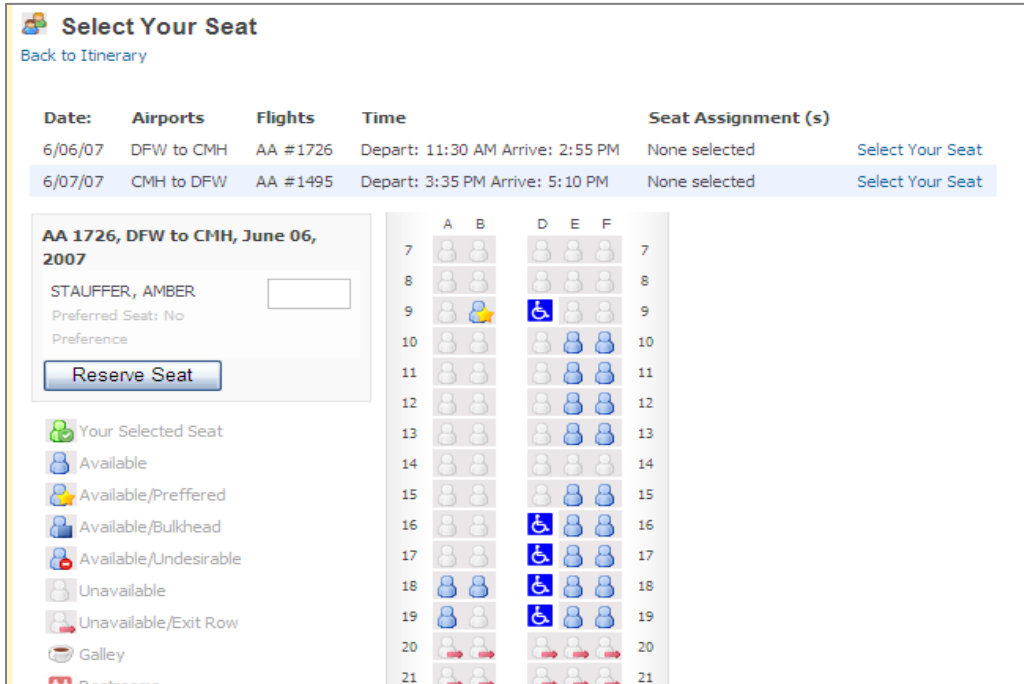 Select Your Seat
Back to Itinerary
Date: Airports Flights Time Seat Assignment (s)
6/06/07 DFW to CMH AA #1726 Depart: 11:30 AM Arrive: 2:55 PM None selected Select Your Seat
6/07/07 CMH to DFW AA #1495 Depart: 3:35 PM Arrive: 5:10 PM None selected Select Your Seat
AA 1726, DFW to CMH, June 06,
2007
STAUFFER, AMBER
Preferred Seat: No
Preference
Reserve Seat
Your Selected Seat
Available
Available/Preffered
Available/Bulkhead
Available/Undesirable
Unavailable
Unavailable/Exit Row
Galley
A B D E F
7 7
8 8
9 9
10 10
11 11
12 12
13 13
14 14
15 15
16 16
17 17
18 18
19 19
20 20
21 21